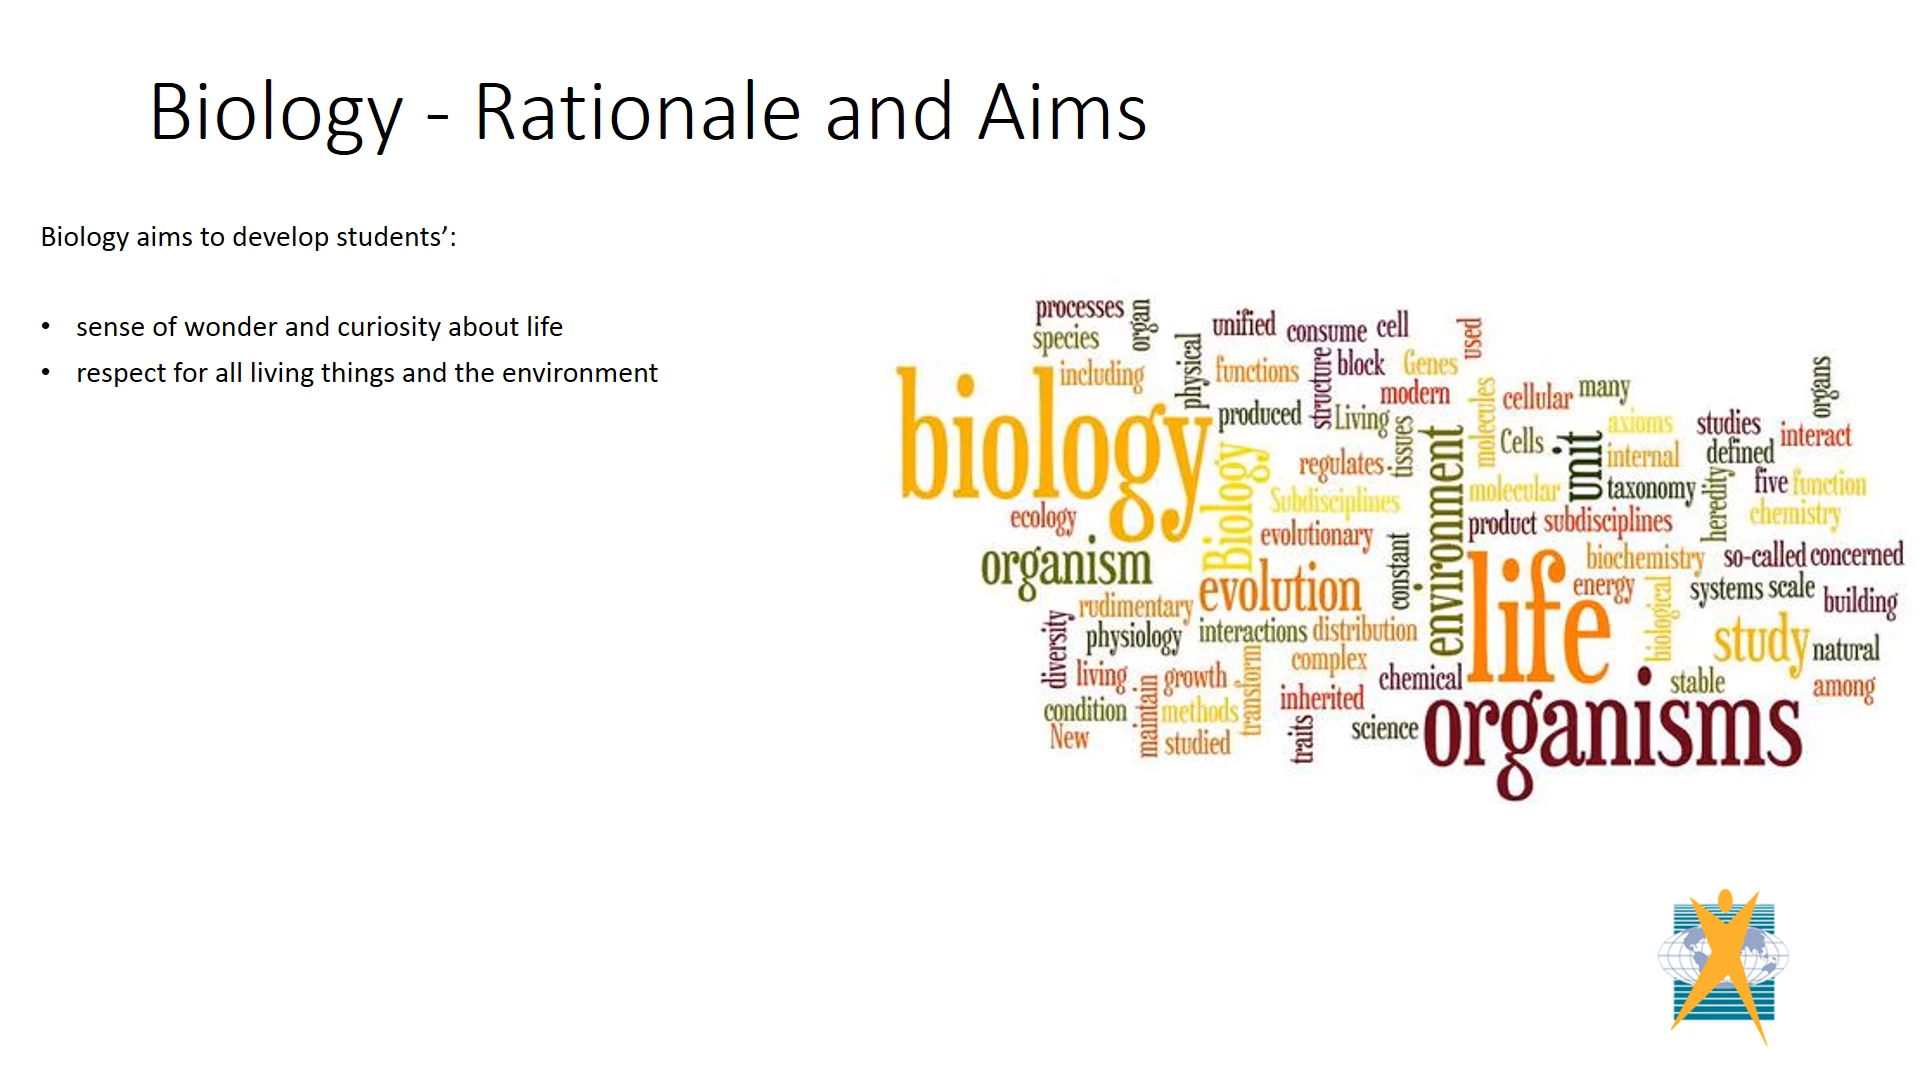 Biology - Rationale and Aims
Biology aims to develop students’:
• sense of wonder and curiosity about life
• respect for all living things and the environment
processes
organ
species
including
physical
unified
consume
cell
used
functions
structure
block
Genes
modern
produced
Living
tissues
molecules
cellular
many
organs
biology
Biology
regulates
environment
Cells
unit
axioms
internal
studies
defined
interact
Subdisciplines
molecular
taxonomy
heredity
five
function
chemistry
ecology
evolutionary
product
subdisciplines
organism
evolution
constant
life
biochemistry
so-called
concerned
energy
biological
systems
scale
building
rudimentary
diversity
physiology
interactions
distribution
study
natural
living
growth
transform
complex
chemical
stable
among
condition
maintain
methods
inherited
New
studied
traits
science
organisms